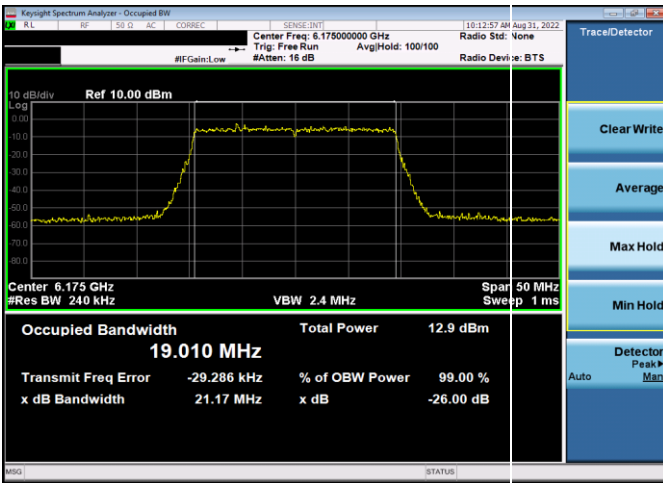 Keysight Spectrum Analyzer - Occupied BW
RL RF 50 Ω AC CORREC SENSE:INT 10:12:57 AM Aug 31, 2022
Center Freq: 6.175000000 GHz Radio Std: None
Trig: Free Run Avg|Hold: 100/100
#IFGain:Low #Atten: 16 dB Radio Device: BTS
Trace/Detector
10 dB/div Ref 10.00 dBm
Log
0.00
-10.0
-20.0
-30.0
-40.0
-50.0
-60.0
-70.0
-80.0
Center 6.175 GHz Span 50 MHz
#Res BW 240 kHz VBW 2.4 MHz Sweep 1 ms
Occupied Bandwidth Total Power 12.9 dBm
19.010 MHz
Transmit Freq Error -29.286 kHz % of OBW Power 99.00 %
x dB Bandwidth 21.17 MHz x dB -26.00 dB
Clear Write
Average
Max Hold
Min Hold
Detector
Peak▶
Auto Man
MSG STATUS